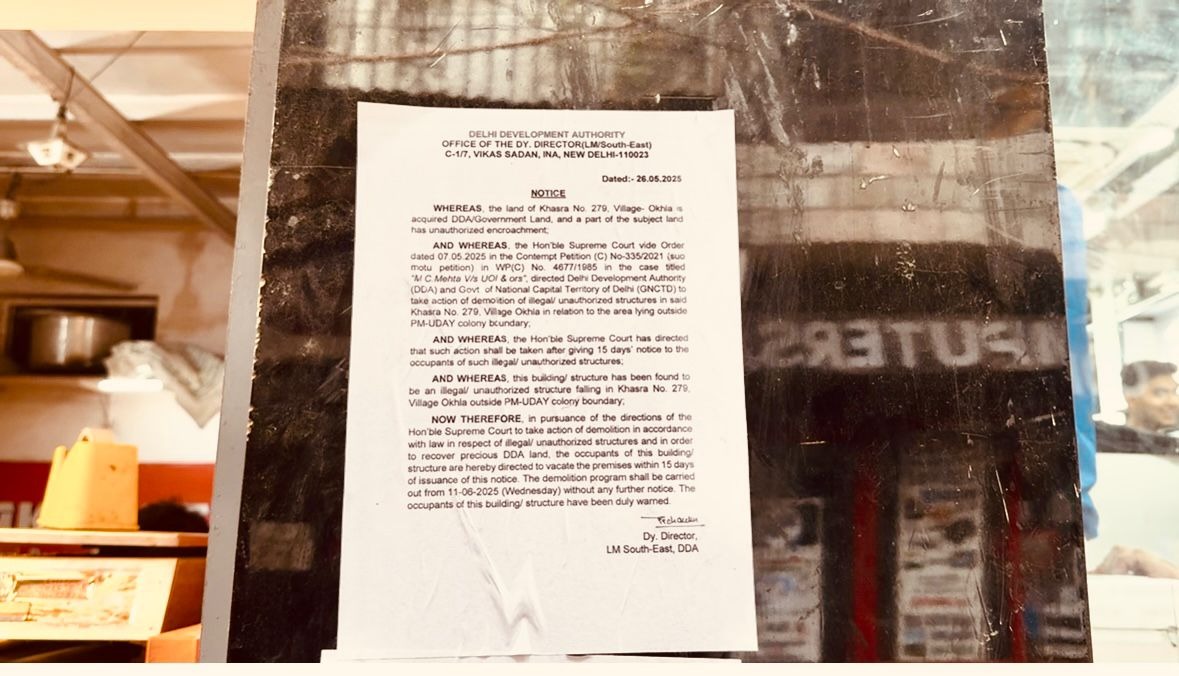 DELHI DEVELOPMENT AUTHORITY
OFFICE OF THE DY. DIRECTOR(LM/South-East)
C-1/7, VIKAS SADAN, INA, NEW DELHI-110023
Dated:- 26.05.2025
NOTICE
WHEREAS, the land of Khasra No. 279, Village- Okhla is
acquired DDA/Government Land, and a part of the subject land
has unauthorized encroachment;
AND WHEREAS, the Hon'ble Supreme Court vide Order
dated 07.05.2025 in the Contempt Petition (C) No-335/2021 (suo
motu petition) in WP(C) No. 4677/1985 in the case titled
"M C.Mehta V/s UOI & ors", directed Delhi Development Authority
(DDA) and Govt of National Capital Territory of Delhi (GNCTD) to
take action of demolition of illegal/ unauthorized structures in said
Khasra No. 279, Village Okhla in relation to the area lying outside
PM-UDAY colony boundary;
AND WHEREAS, the Hon'ble Supreme Court has directed
that such action shall be taken after giving 15 days' notice to the
occupants of such illegal/ unauthorized structures;
AND WHEREAS, this building/ structure has been found to
be an illegal/ unauthorized structure falling in Khasra No. 279,
Village Okhla outside PM-UDAY colony boundary;
NOW THEREFORE, in pursuance of the directions of the
Hon'ble Supreme Court to take action of demolition in accordance
with law in respect of illegal/ unauthorized structures and in order
to recover precious DDA land, the occupants of this building/
structure are hereby directed to vacate the premises within 15 days
of issuance of this notice. The demolition program shall be carried
out from 11-06-2025 (Wednesday) without any further notice. The
occupants of this building/ structure have been duly warned.
Dy. Director,
LM South-East, DDA